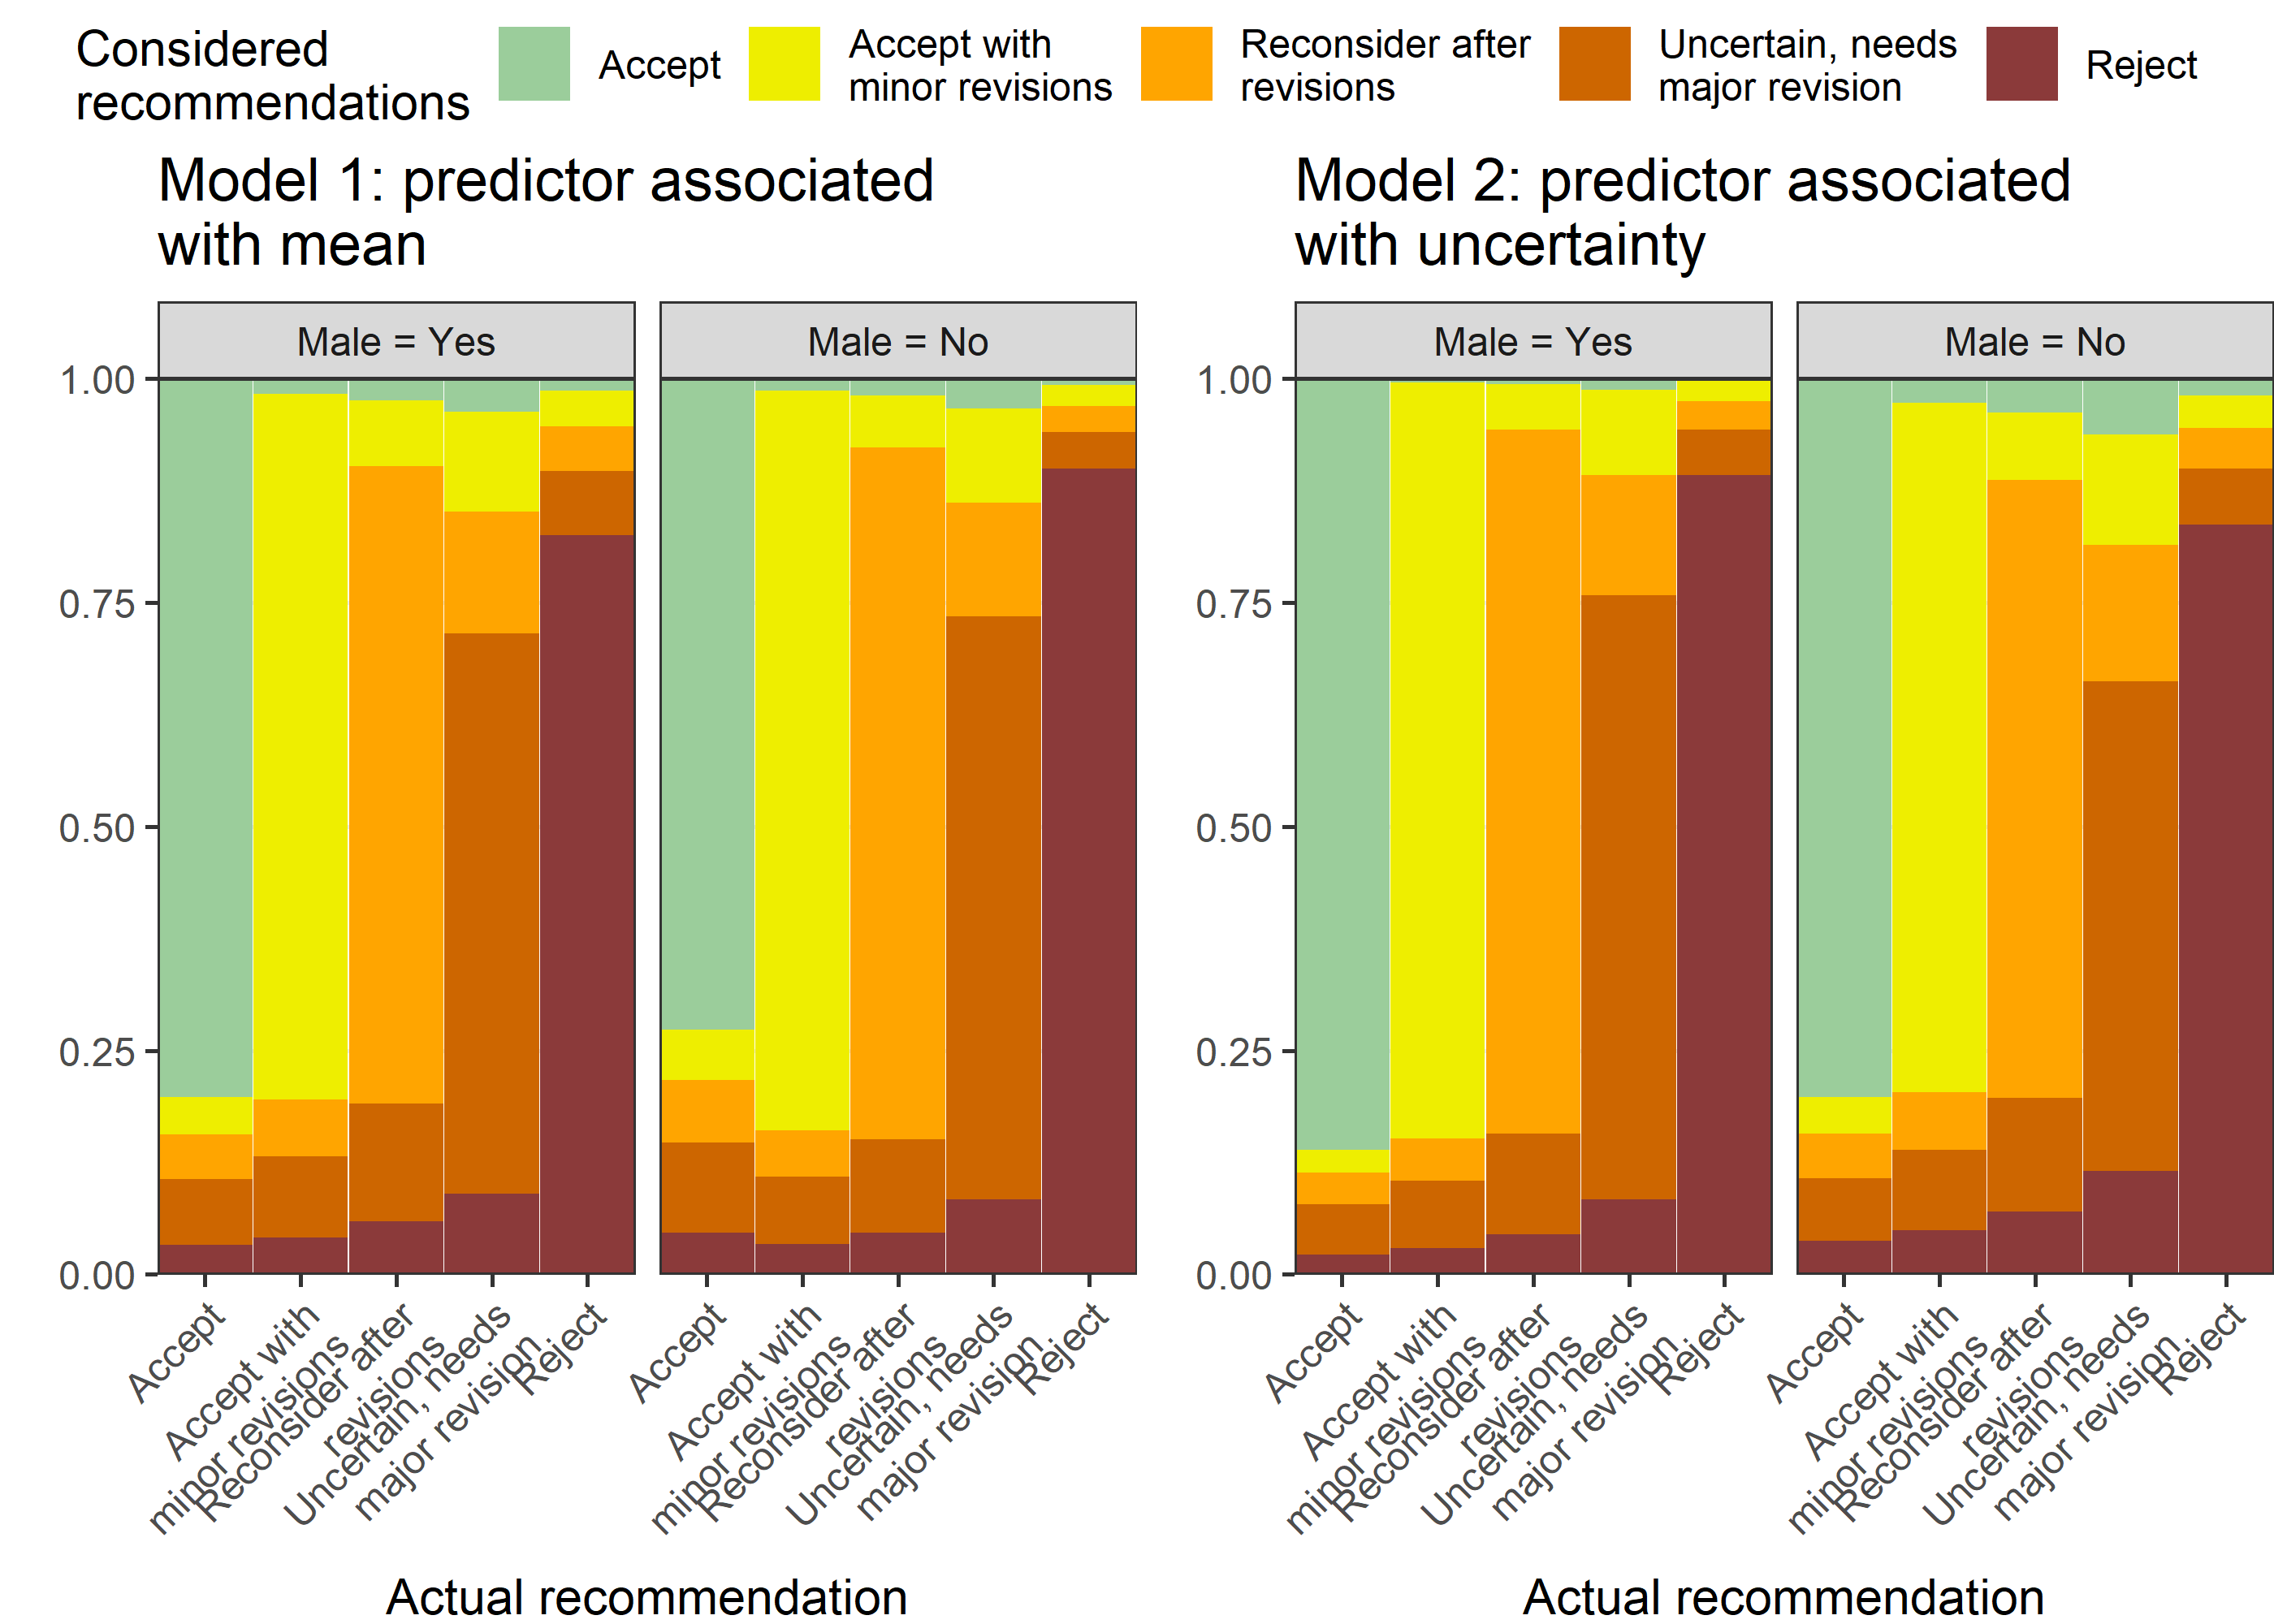 Considered
recommendations
Accept
Accept with
minor revisions
Reconsider after
revisions
Uncertain, needs
major revision
Reject
Model 1: predictor associated
with mean
Model 2: predictor associated
with uncertainty
Male = Yes
Male = No
Male = Yes
Male = No
1.00
0.75
0.50
0.25
0.00
1.00
0.75
0.50
0.25
0.00
Accept
Accept with
minor revisions
Reconsider after
revisions
Uncertain, needs
major revision
Reject
Accept
Accept with
minor revisions
Reconsider after
revisions
Uncertain, needs
major revision
Reject
Accept
Accept with
minor revisions
Reconsider after
revisions
Uncertain, needs
major revision
Reject
Accept
Accept with
minor revisions
Reconsider after
revisions
Uncertain, needs
major revision
Reject
Actual recommendation
Actual recommendation